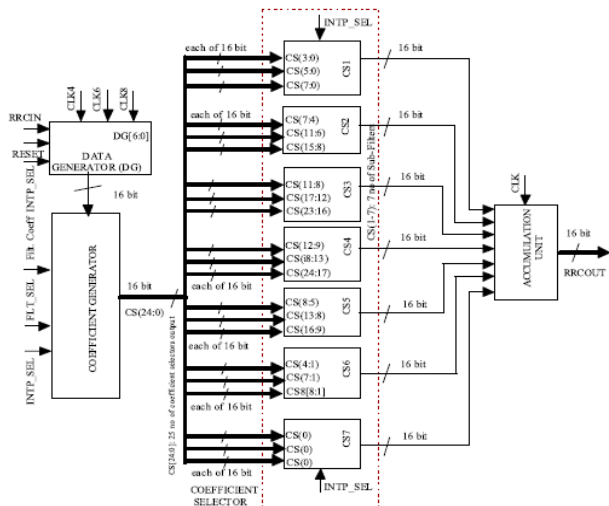 INTP_SEL
each of 16 bit
CS(3:0)
CS(5:0)
CS(7:0)
CS1
16 bit
CLK4
CLK6
CLK8
RRCIN
RESET
INTP_SEL
DG[6:0]
DATA
GENERATOR (DG)
16 bit
each of 16 bit
CS(7:4)
CS(11:6)
CS(15:8)
CS2
16 bit
CS(11:8)
CS(17:12)
CS(23:16)
CS3
16 bit
CS(1-7): 7 no of Sub-Filters
CLK
Filt. Coeff
FLT_SEL
INTP_SEL
COEFFICIENT GENERATOR
16 bit
CS(24:0)
CS[24:0]: 25 no of coefficient selectors output
CS(12:9)
CS(i8:13)
CS(24:17)
CS4
16 bit
each of 16 bit
ACCUMULATION
UNIT
16 bit
RRCOUT
CS(8:5)
CS(13:8)
CS(16:9)
CS5
16 bit
each of 16 bit
CS(4:1)
CS(7:1)
CS8[8:1]
CS6
16 bit
each of 16 bit
CS(0)
CS(0)
CS(0)
CS7
16 bit
each of 16 bit
INTP_SEL
COEFFICIENT
SELECTOR